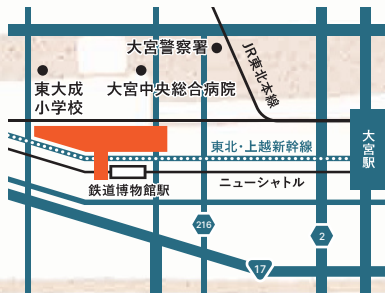 大宮警察署
JR東北本線
東大成
小学校
大宮中央総合病院
大宮駅
東北・上越新幹線
ニューシャトル
鉄道博物館駅
216
2
17